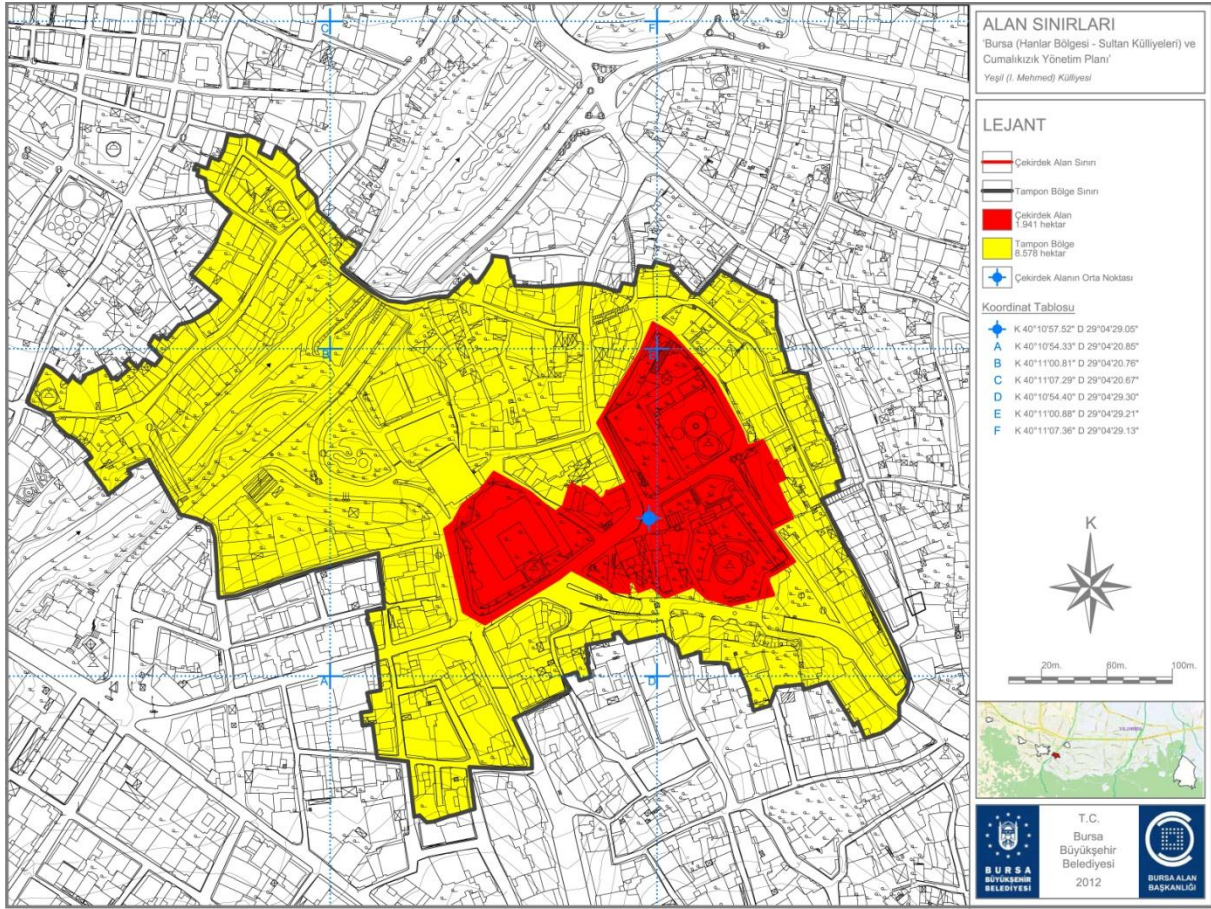 ALAN SINIRLARI
'Bursa (Hanlar Bölgesi - Sultan Külliyeleri) ve
Cumalıkızık Yönetim Planı'
Yeşil (I. Mehmed) Külliyesi
LEJANT
Çekirdek Alan Sınırı
Tampon Bölge Sınırı
Çekirdek Alan
1.941 hektar
Tampon Bölge
8.578 hektar
Çekirdek Alanın Orta Noktası
Koordinat Tablosu
K 40°10'57.52" D 29°04'29.05"
A K 40°10'54.33" D 29°04'20.85"
B K 40°11'00.81" D 29°04'20.76"
C K 40°11'07.29" D 29°04'20.67"
D K 40°10'54.40" D 29°04'29.30"
E K 40°11'00.88" D 29°04'29.21"
F K 40°11'07.36" D 29°04'29.13"
K
20m. 60m. 100m.
T.C.
Bursa
Büyükşehir
Belediyesi
2012
BURSA
BÜYÜKŞEHİR
BELEDİYESİ
BURSA ALAN
BAŞKANLIĞI
C
F
B
E
A
D